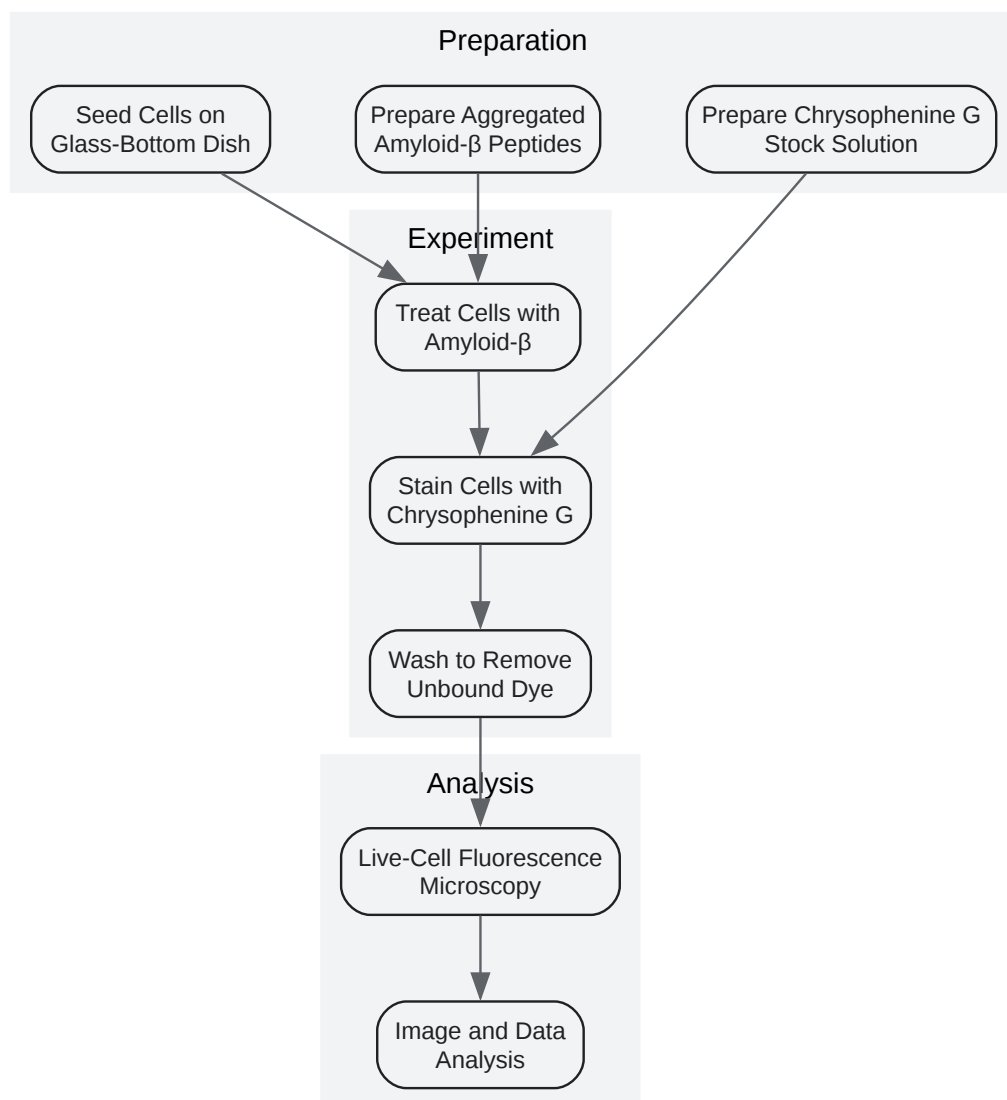 Preparation
Seed Cells on
Glass-Bottom Dish
Prepare Aggregated
Amyloid-β Peptides
Prepare Chrysophenine G
Stock Solution
Experiment
Treat Cells with
Amyloid-β
Stain Cells with
Chrysophenine G
Wash to Remove
Unbound Dye
Analysis
Live-Cell Fluorescence
Microscopy
Image and Data
Analysis